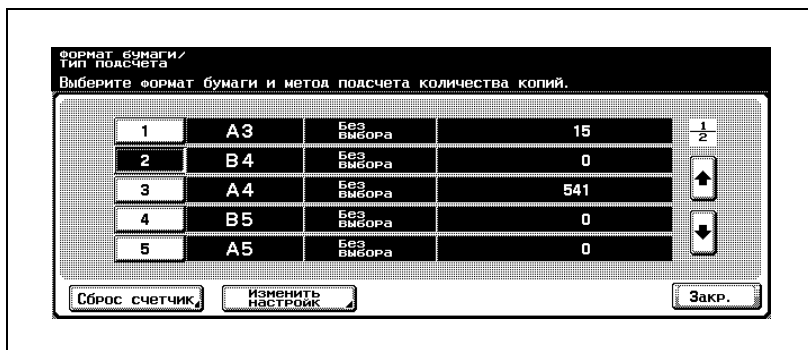 Формат бумаги/
Тип подсчета
Выберите формат бумаги и метод подсчета количества копий.
1 A3 Без выбора 15
1/2
2 B4 Без выбора 0
3 A4 Без выбора 541
4 B5 Без выбора 0
5 A5 Без выбора 0
Сброс счетчик Изменить настройк Закр.